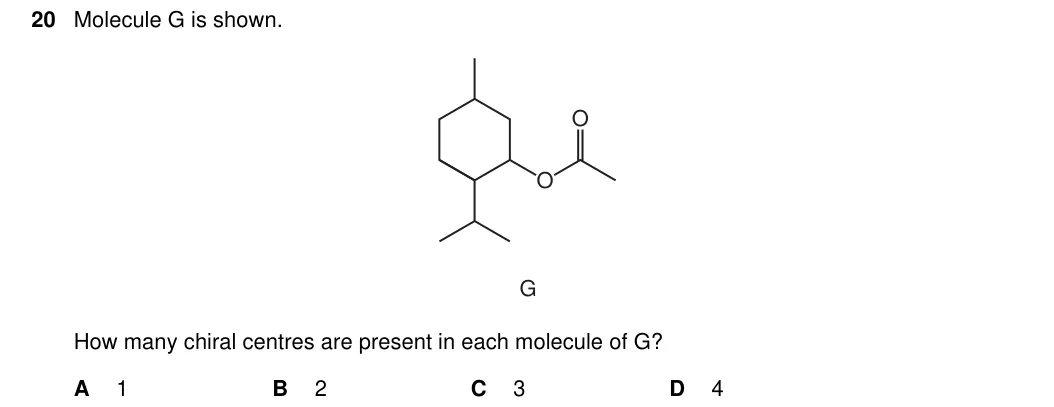 20 Molecule G is shown.
O
O
G
How many chiral centres are present in each molecule of G?
A 1 B 2 C 3 D 4